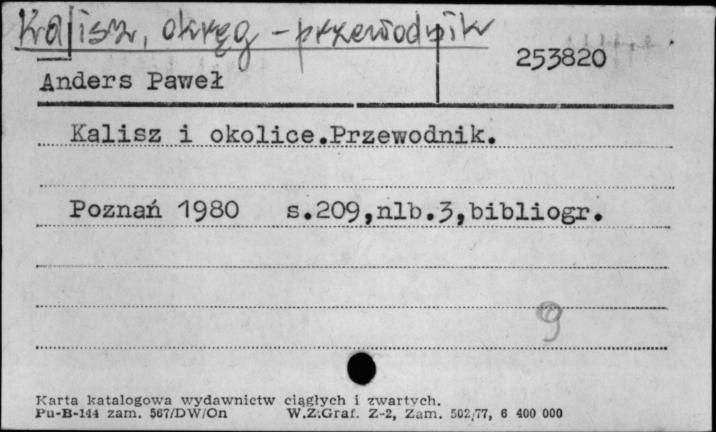 Kalisz, okręg - przewodnik
253820
Anders Paweł
Kalisz i okolice.Przewodnik.
Poznań 1980 s.209,nlb.3,bibliogr.
9
Karta katalogowa wydawnictw ciągłych i zwartych.
Pu-B-144 zam. 567/DW/On W.Z.Graf. Z-2, Zam. 502/77, 6 400 000